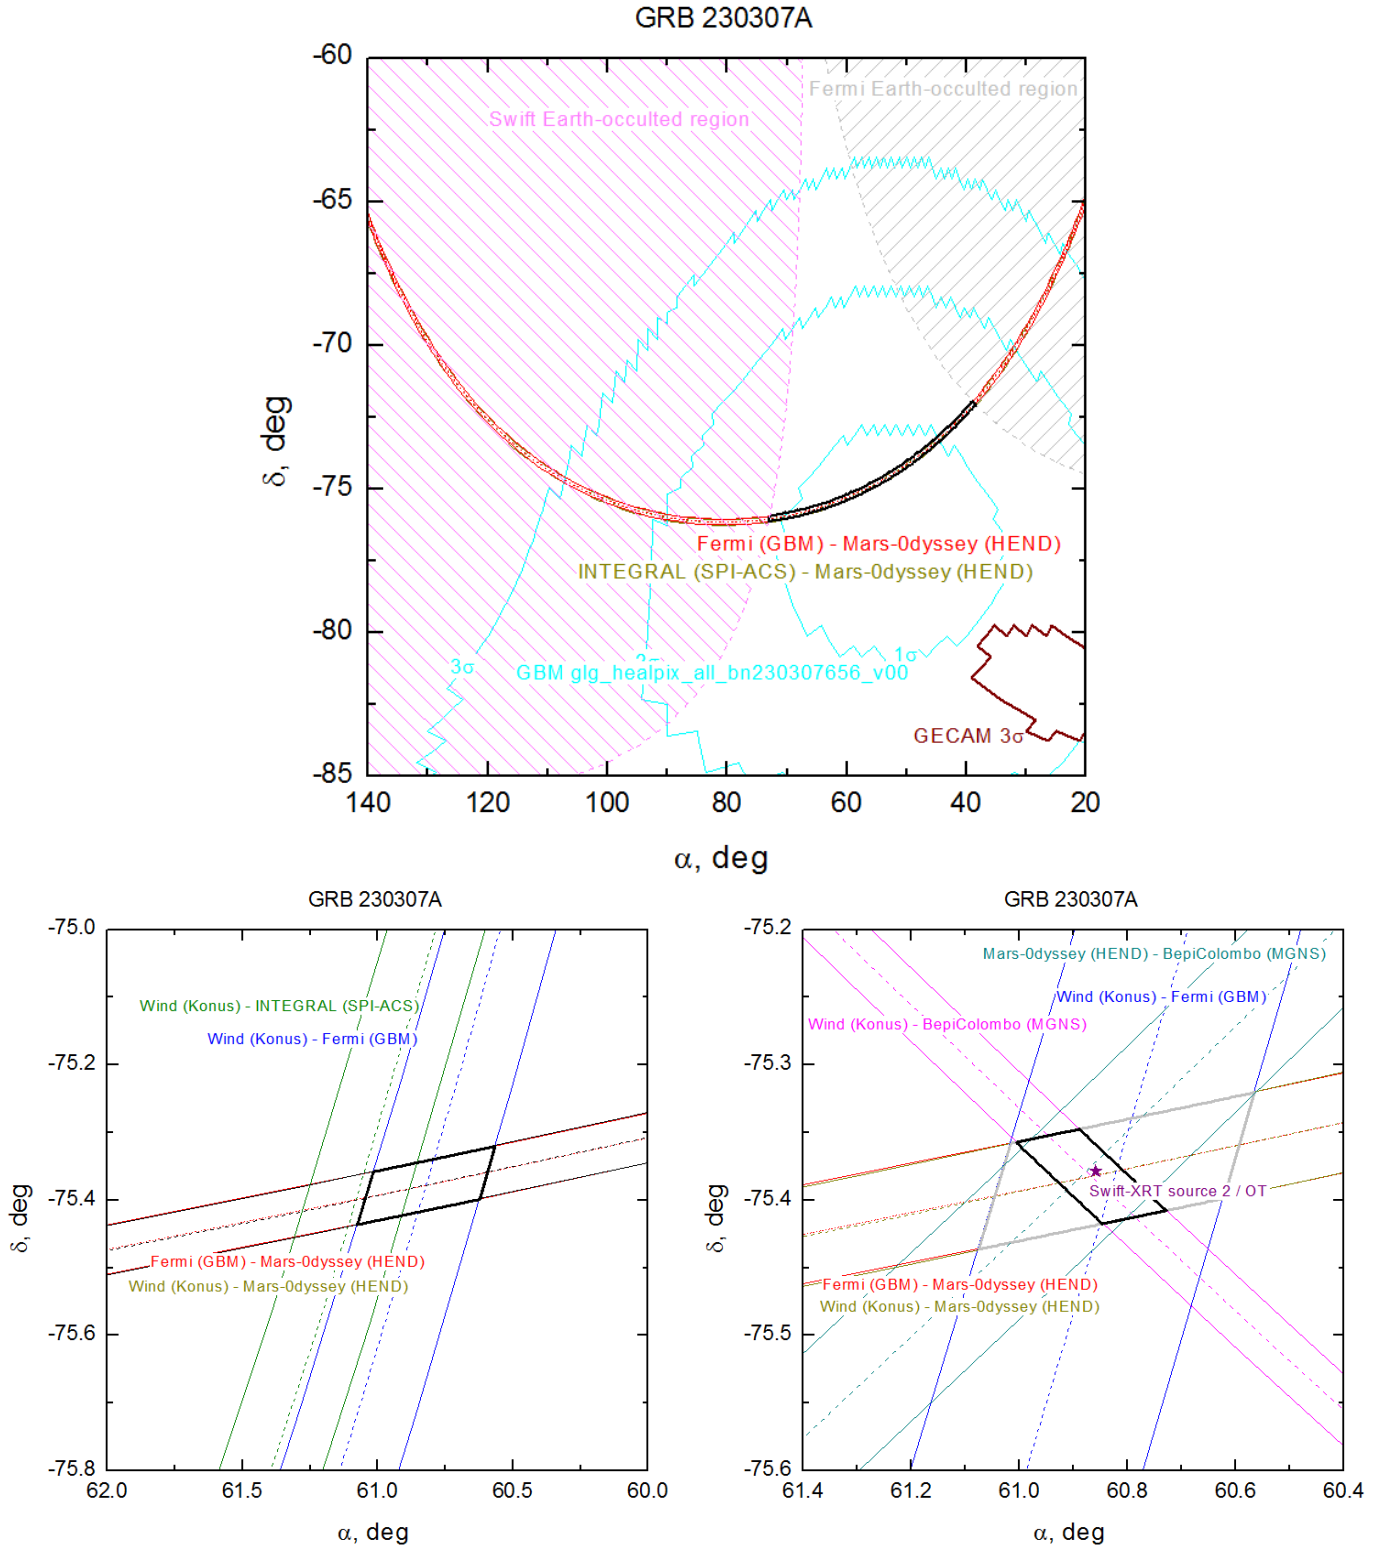 GRB 230307A
-60
-65
-70
-75
-80
-85
δ, deg
Fermi Earth-occulted region
Swift Earth-occulted region
Fermi (GBM) - Mars-Odyssey (HEND)
INTEGRAL (SPI-ACS) - Mars-Odyssey (HEND)
3σ
2σ
1σ
GBM glg_healpix_all_bn230307656_v00
GECAM 3σ
140 120 100 80 60 40 20
α, deg
GRB 230307A
-75.0
-75.2
-75.4
-75.6
-75.8
δ, deg
Wind (Konus) - INTEGRAL (SPI-ACS)
Wind (Konus) - Fermi (GBM)
Fermi (GBM) - Mars-Odyssey (HEND)
Wind (Konus) - Mars-Odyssey (HEND)
62.0 61.5 61.0 60.5 60.0
α, deg
GRB 230307A
-75.2
-75.3
-75.4
-75.5
-75.6
δ, deg
Mars-Odyssey (HEND) - BepiColombo (MGNS)
Wind (Konus) - Fermi (GBM)
Wind (Konus) - BepiColombo (MGNS)
Swift-XRT source 2 / OT
Fermi (GBM) - Mars-Odyssey (HEND)
Wind (Konus) - Mars-Odyssey (HEND)
61.4 61.2 61.0 60.8 60.6 60.4
α, deg